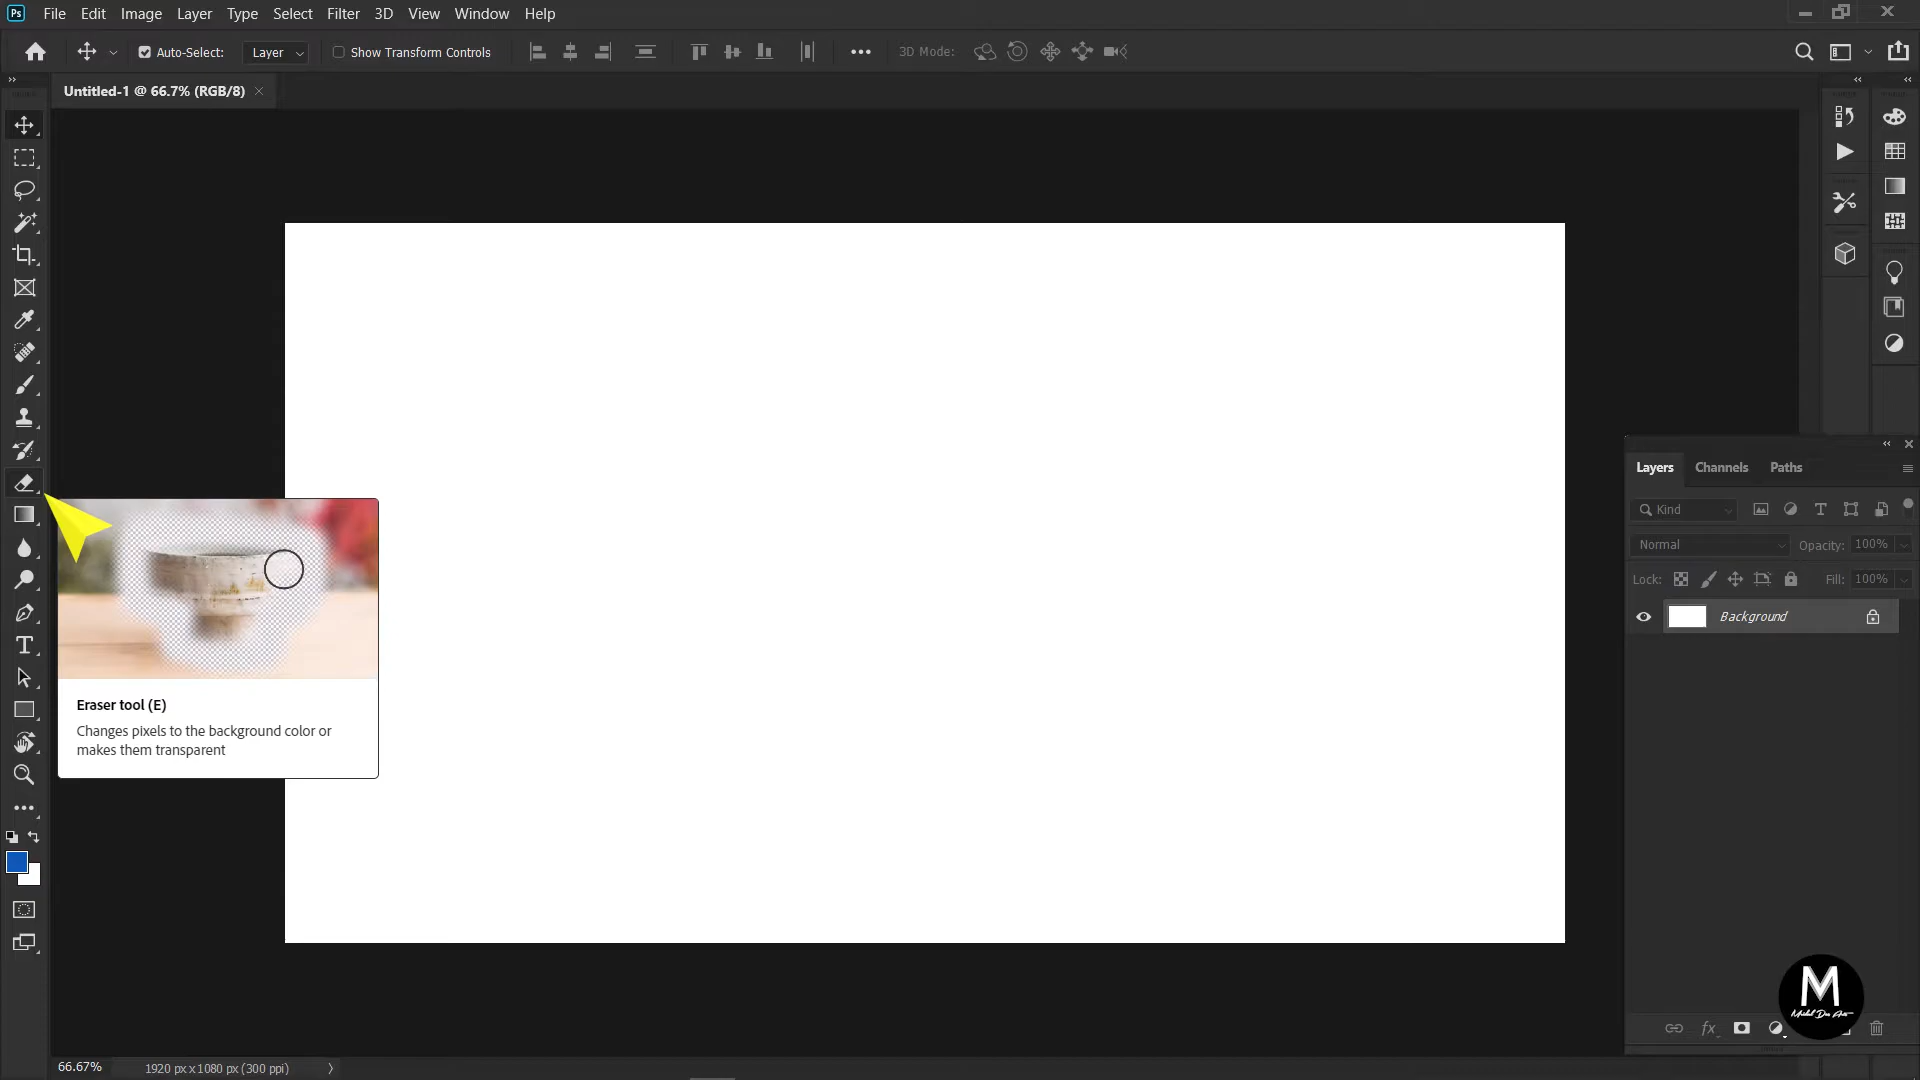 Ps File Edit Image Layer Type Select Filter 3D View Window Help
Auto-Select: Layer Show Transform Controls 3D Mode:
Untitled-1 @ 66.7% (RGB/8)
Layers Channels Paths
Kind
Normal Opacity: 100%
Lock: Fill: 100%
Background
Eraser tool (E)
Changes pixels to the background color or
makes them transparent
M
fx
66.67% 1920 px x 1080 px (300 ppi)